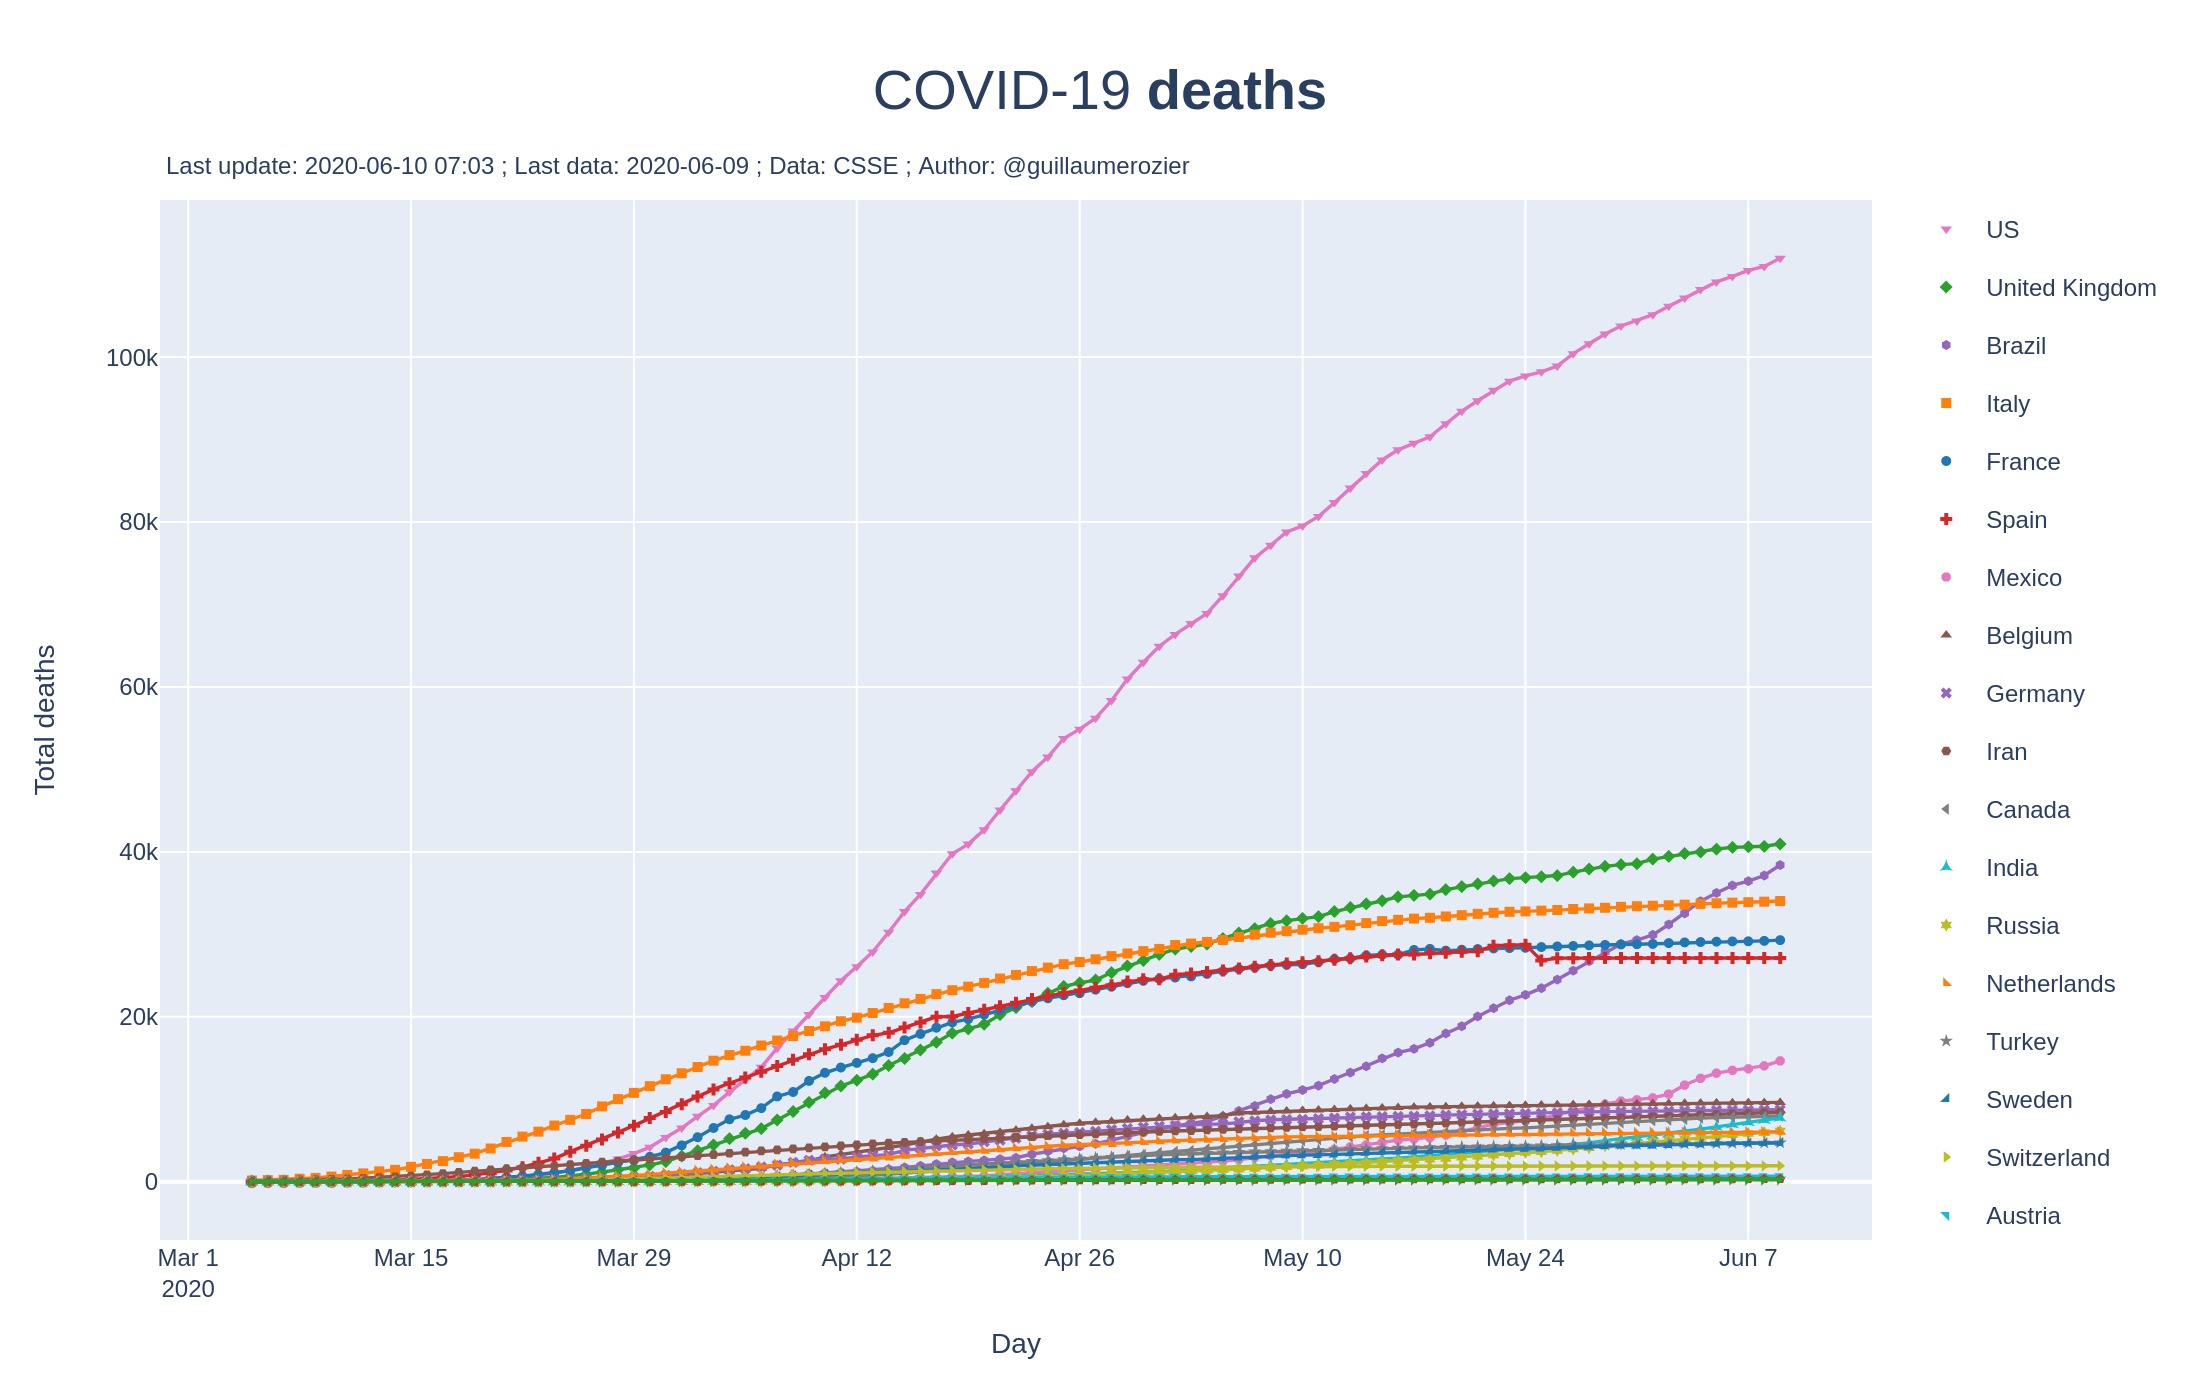 COVID-19 deaths
Last update: 2020-06-10 07:03 ; Last data: 2020-06-09 ; Data: CSSE ; Author: @guillaumerozier
US
United Kingdom
Brazil
Italy
France
Spain
Mexico
Belgium
Germany
Iran
Canada
India
Russia
Netherlands
Turkey
Sweden
Switzerland
Austria
Total deaths
100k
80k
60k
40k
20k
0
Mar 1 Mar 15 Mar 29 Apr 12 Apr 26 May 10 May 24 Jun 7
2020
Day